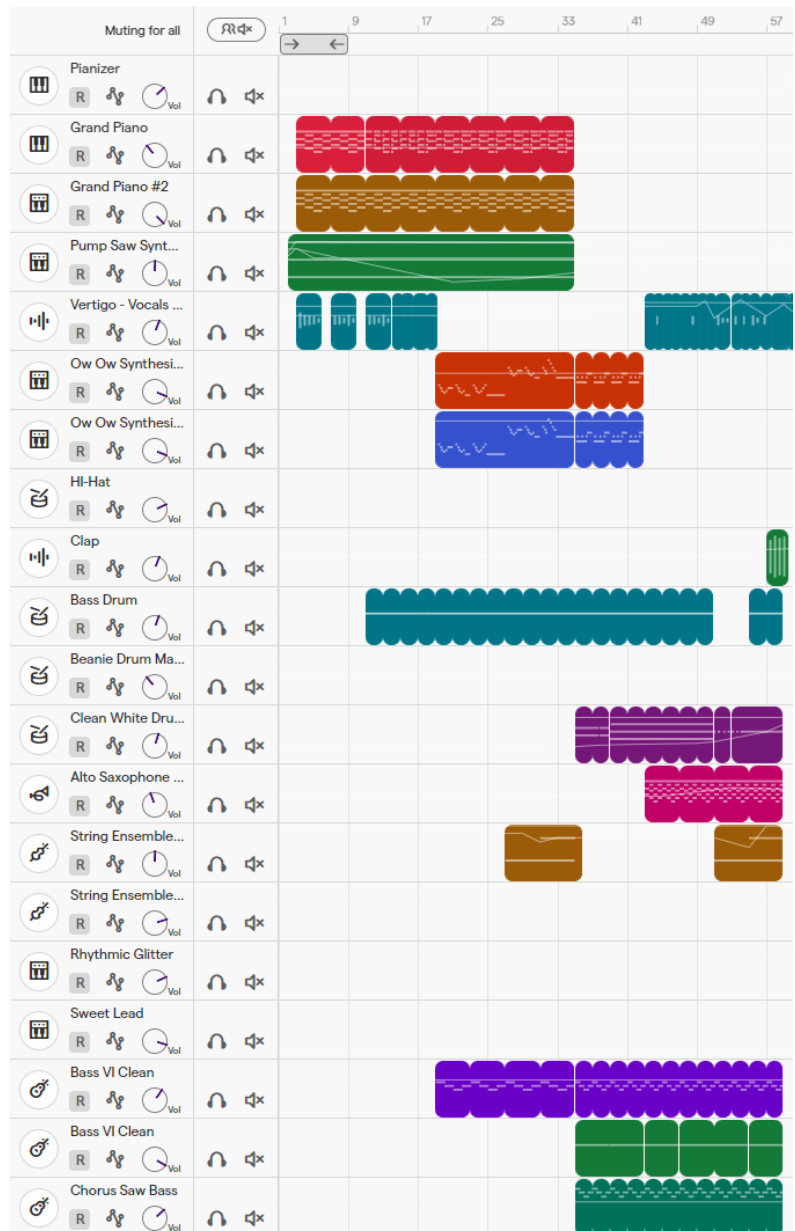 Muting for all
1 9 17 25 33 41 49 57
Pianizer
R Vol
Grand Piano
R Vol
Grand Piano #2
R Vol
Pump Saw Synt...
R Vol
Vertigo - Vocals ...
R Vol
Ow Ow Synthesi...
R Vol
Ow Ow Synthesi...
R Vol
HI-Hat
R Vol
Clap
R Vol
Bass Drum
R Vol
Beanie Drum Ma...
R Vol
Clean White Dru...
R Vol
Alto Saxophone ...
R Vol
String Ensemble...
R Vol
String Ensemble...
R Vol
Rhythmic Glitter
R Vol
Sweet Lead
R Vol
Bass VI Clean
R Vol
Bass VI Clean
R Vol
Chorus Saw Bass
R Vol